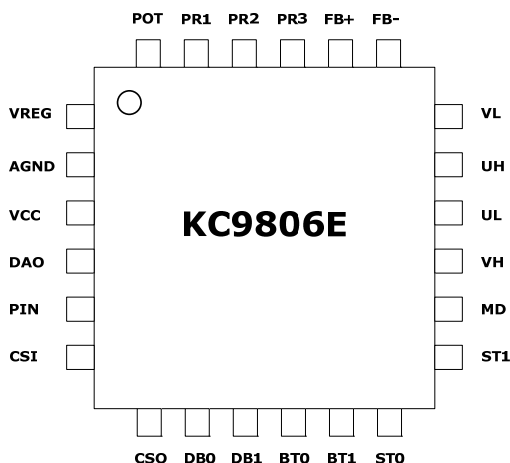 POT PR1 PR2 PR3 FB+ FB-
VREG VL
AGND UH
VCC UL
KC9806E
DAO VH
PIN MD
CSI ST1
CSO DB0 DB1 BT0 BT1 ST0